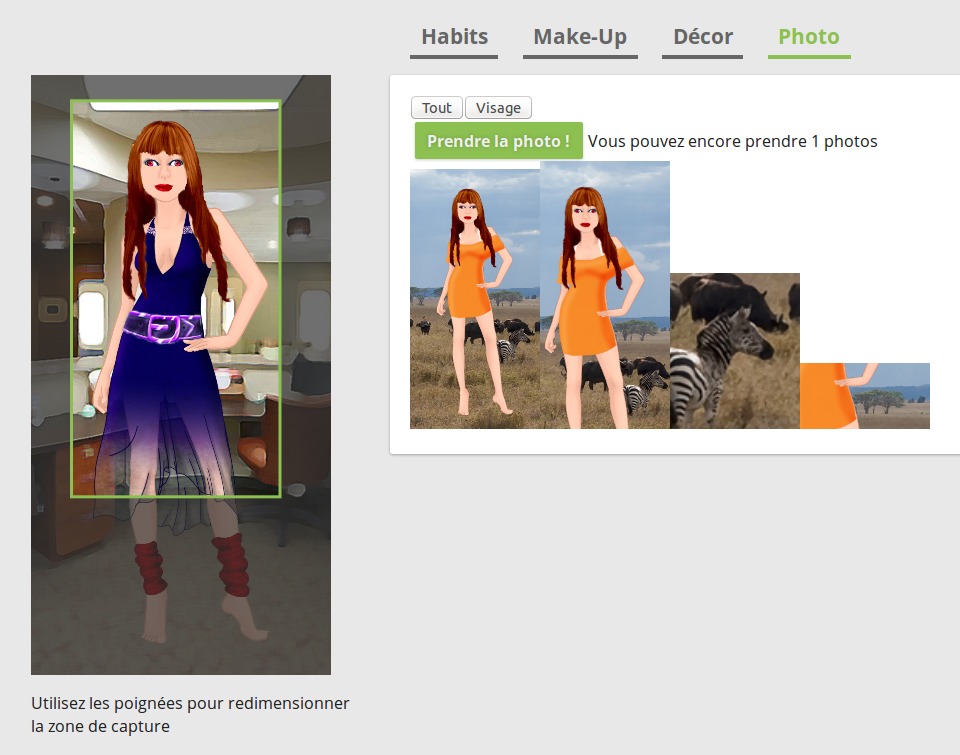 Habits Make-Up Décor Photo
Tout Visage
Prendre la photo ! Vous pouvez encore prendre 1 photos
Utilisez les poignées pour redimensionner
la zone de capture